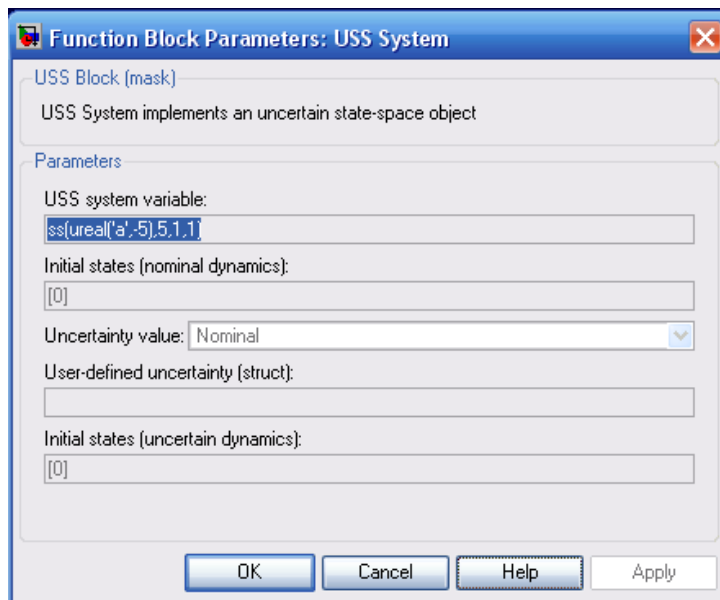 Function Block Parameters: USS System
USS Block (mask)
USS System implements an uncertain state-space object
Parameters
USS system variable:
ss(ureal('a',-5),5,1,1)
Initial states (nominal dynamics):
[0]
Uncertainty value: Nominal
User-defined uncertainty (struct):
Initial states (uncertain dynamics):
[0]
OK Cancel Help Apply